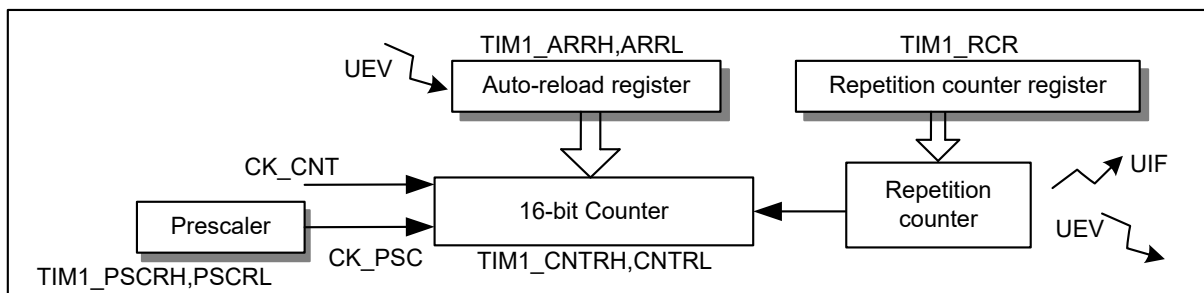 TIM1_ARRH,ARRL
TIM1_RCR
UEV
Auto-reload register
Repetition counter register
CK_CNT
UIF
16-bit Counter
Repetition
counter
Prescaler
UEV
CK_PSC
TIM1_CNTRH,CNTRL
TIM1_PSCRH,PSCRL